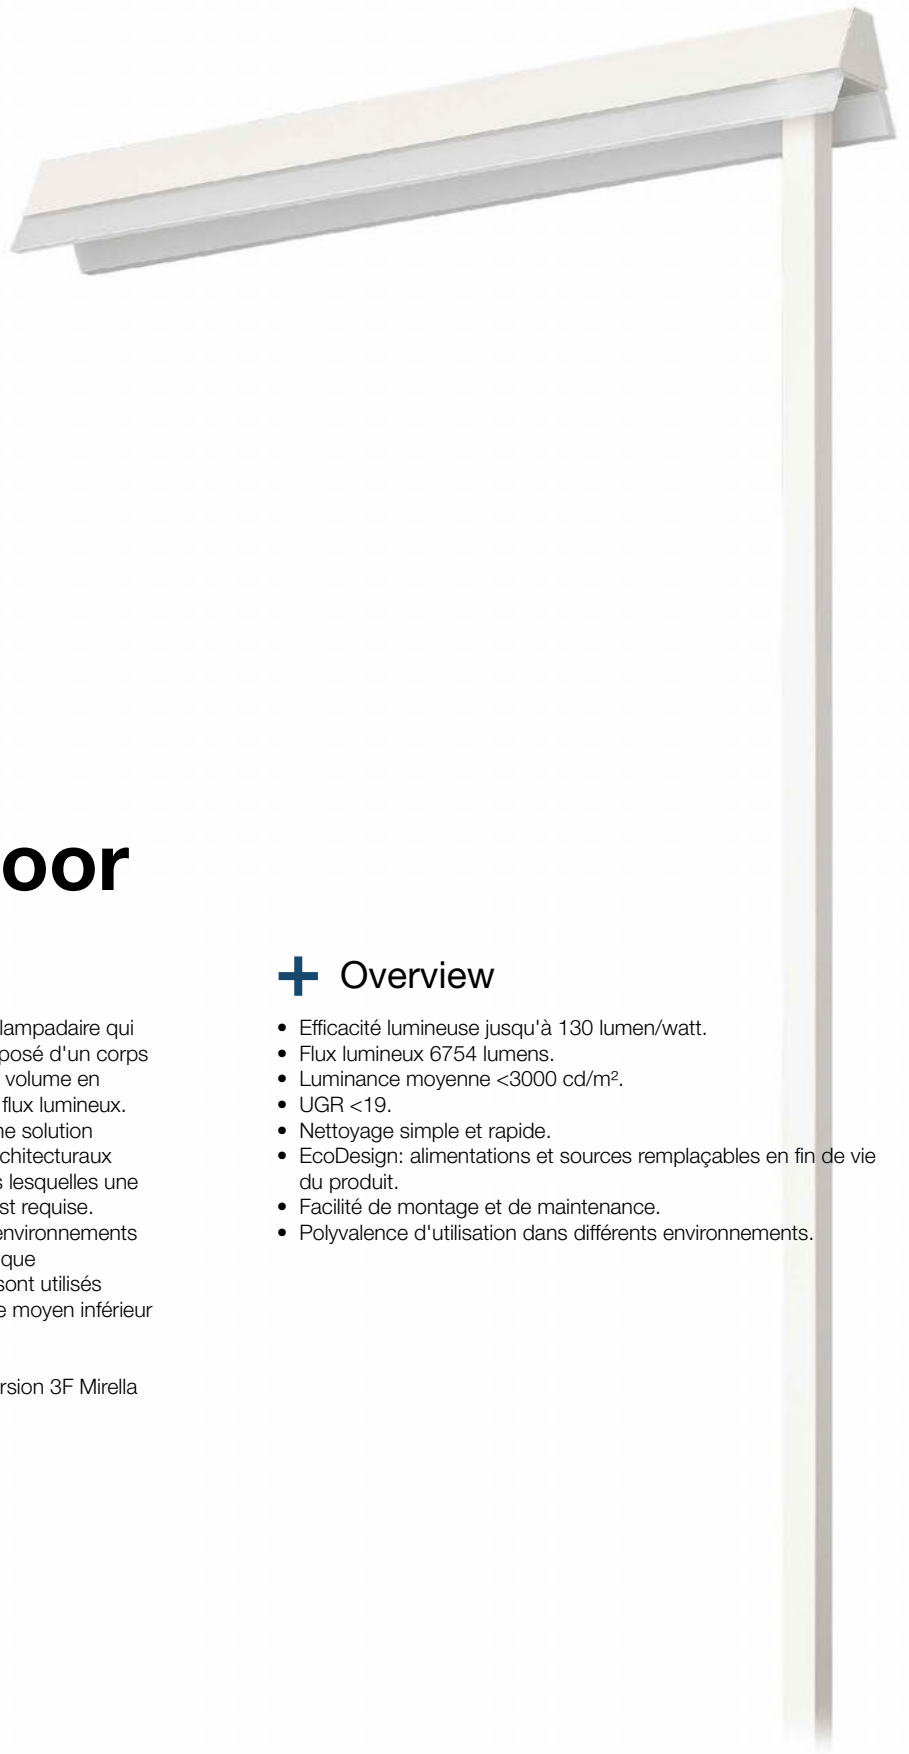 oor
lampadaire qui
posé d'un corps
volume en
flux lumineux.
ne solution
chitecturaux
s lesquelles une
st requise.
environnements
que
sont utilisés
e moyen inférieur
rsion 3F Mirella
+ Overview
• Efficacité lumineuse jusqu'à 130 lumen/watt.
• Flux lumineux 6754 lumens.
• Luminance moyenne <3000 cd/m².
• UGR <19.
• Nettoyage simple et rapide.
• EcoDesign: alimentations et sources remplaçables en fin de vie
du produit.
• Facilité de montage et de maintenance.
• Polyvalence d'utilisation dans différents environnements.